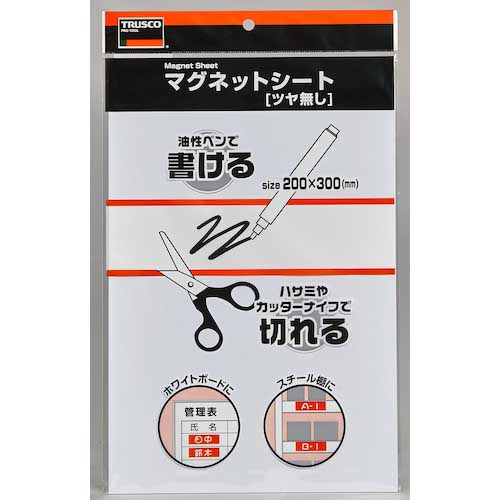 TRUSCO
PRO TOOL
Magnet Sheet
マグネットシート
[ツヤ無し]
油性ペンで
書ける
size 200×300(mm)
ハサミや
カッターナイフで
切れる
ホワイトボードに
スチール棚に
管理表
氏 名
田中
鈴木
A-1
B-1